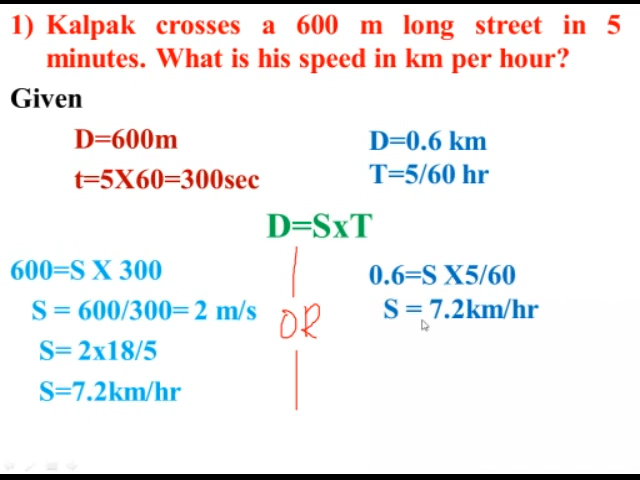 1) Kalpak crosses a 600 m long street in 5
minutes. What is his speed in km per hour?
Given
D=600m
t=5X60=300sec
D=0.6 km
T=5/60 hr
D=SxT
600=S X 300
S = 600/300= 2 m/s
S= 2x18/5
S=7.2km/hr
OR
0.6=S X5/60
S = 7.2km/hr